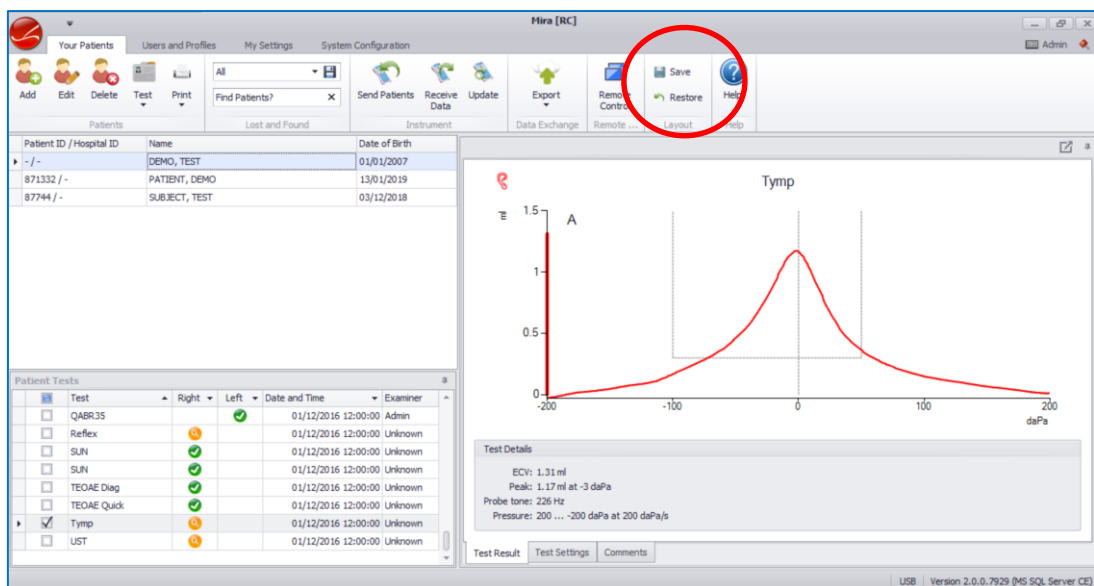 Mira [RC]
Your Patients Users and Profiles My Settings System Configuration Admin
All
Save
Find Patients? X
Restore
Add Edit Delete Test Print Send Patients Receive Data Update Export Remote Control Help
Patients Lost and Found Instrument Data Exchange Remote ... Layout Help
Patient ID / Hospital ID Name Date of Birth
- / - DEMO, TEST 01/01/2007
871332 / - PATIENT, DEMO 13/01/2019
87744 / - SUBJECT, TEST 03/12/2018
Tymp
ml
1.5
A
1
0.5
0
-200 -100 0 100 200
daPa
Patient Tests
Test Right Left Date and Time Examiner
QABR35 01/12/2016 12:00:00 Admin
Reflex 01/12/2016 12:00:00 Unknown
SUN 01/12/2016 12:00:00 Unknown
SUN 01/12/2016 12:00:00 Unknown
TEOAE Diag 01/12/2016 12:00:00 Unknown
TEOAE Quick 01/12/2016 12:00:00 Unknown
Tymp 01/12/2016 12:00:00 Unknown
UST 01/12/2016 12:00:00 Unknown
Test Details
ECV: 1.31 ml
Peak: 1.17 ml at -3 daPa
Probe tone: 226 Hz
Pressure: 200 ... -200 daPa at 200 daPa/s
Test Result Test Settings Comments
USB Version 2.0.0.7929 (MS SQL Server CE)